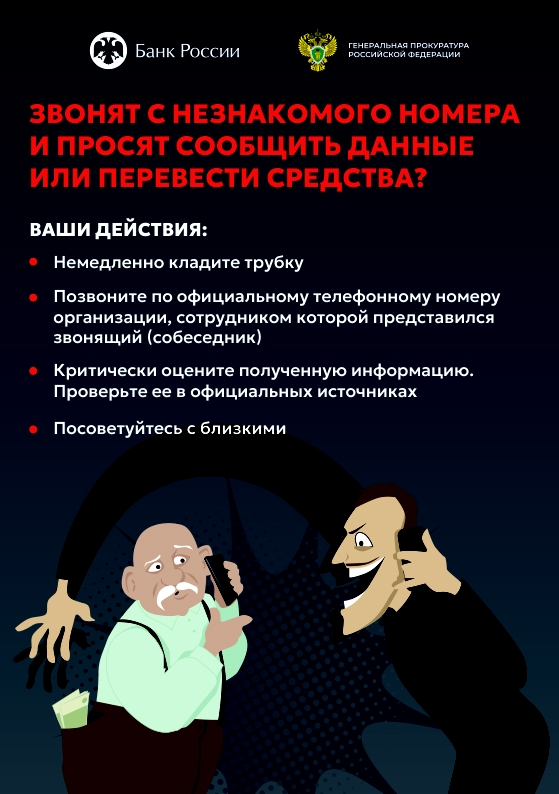 Банк России
ГЕНЕРАЛЬНАЯ ПРОКУРАТУРА
РОССИЙСКОЙ ФЕДЕРАЦИИ
ЗВОНЯТ С НЕЗНАКОМОГО НОМЕРА
И ПРОСЯТ СООБЩИТЬ ДАННЫЕ
ИЛИ ПЕРЕВЕСТИ СРЕДСТВА?
ВАШИ ДЕЙСТВИЯ:
• Немедленно кладите трубку
• Позвоните по официальному телефонному номеру
организации, сотрудником которой представился
звонящий (собеседник)
• Критически оцените полученную информацию.
Проверьте ее в официальных источниках
• Посоветуйтесь с близкими